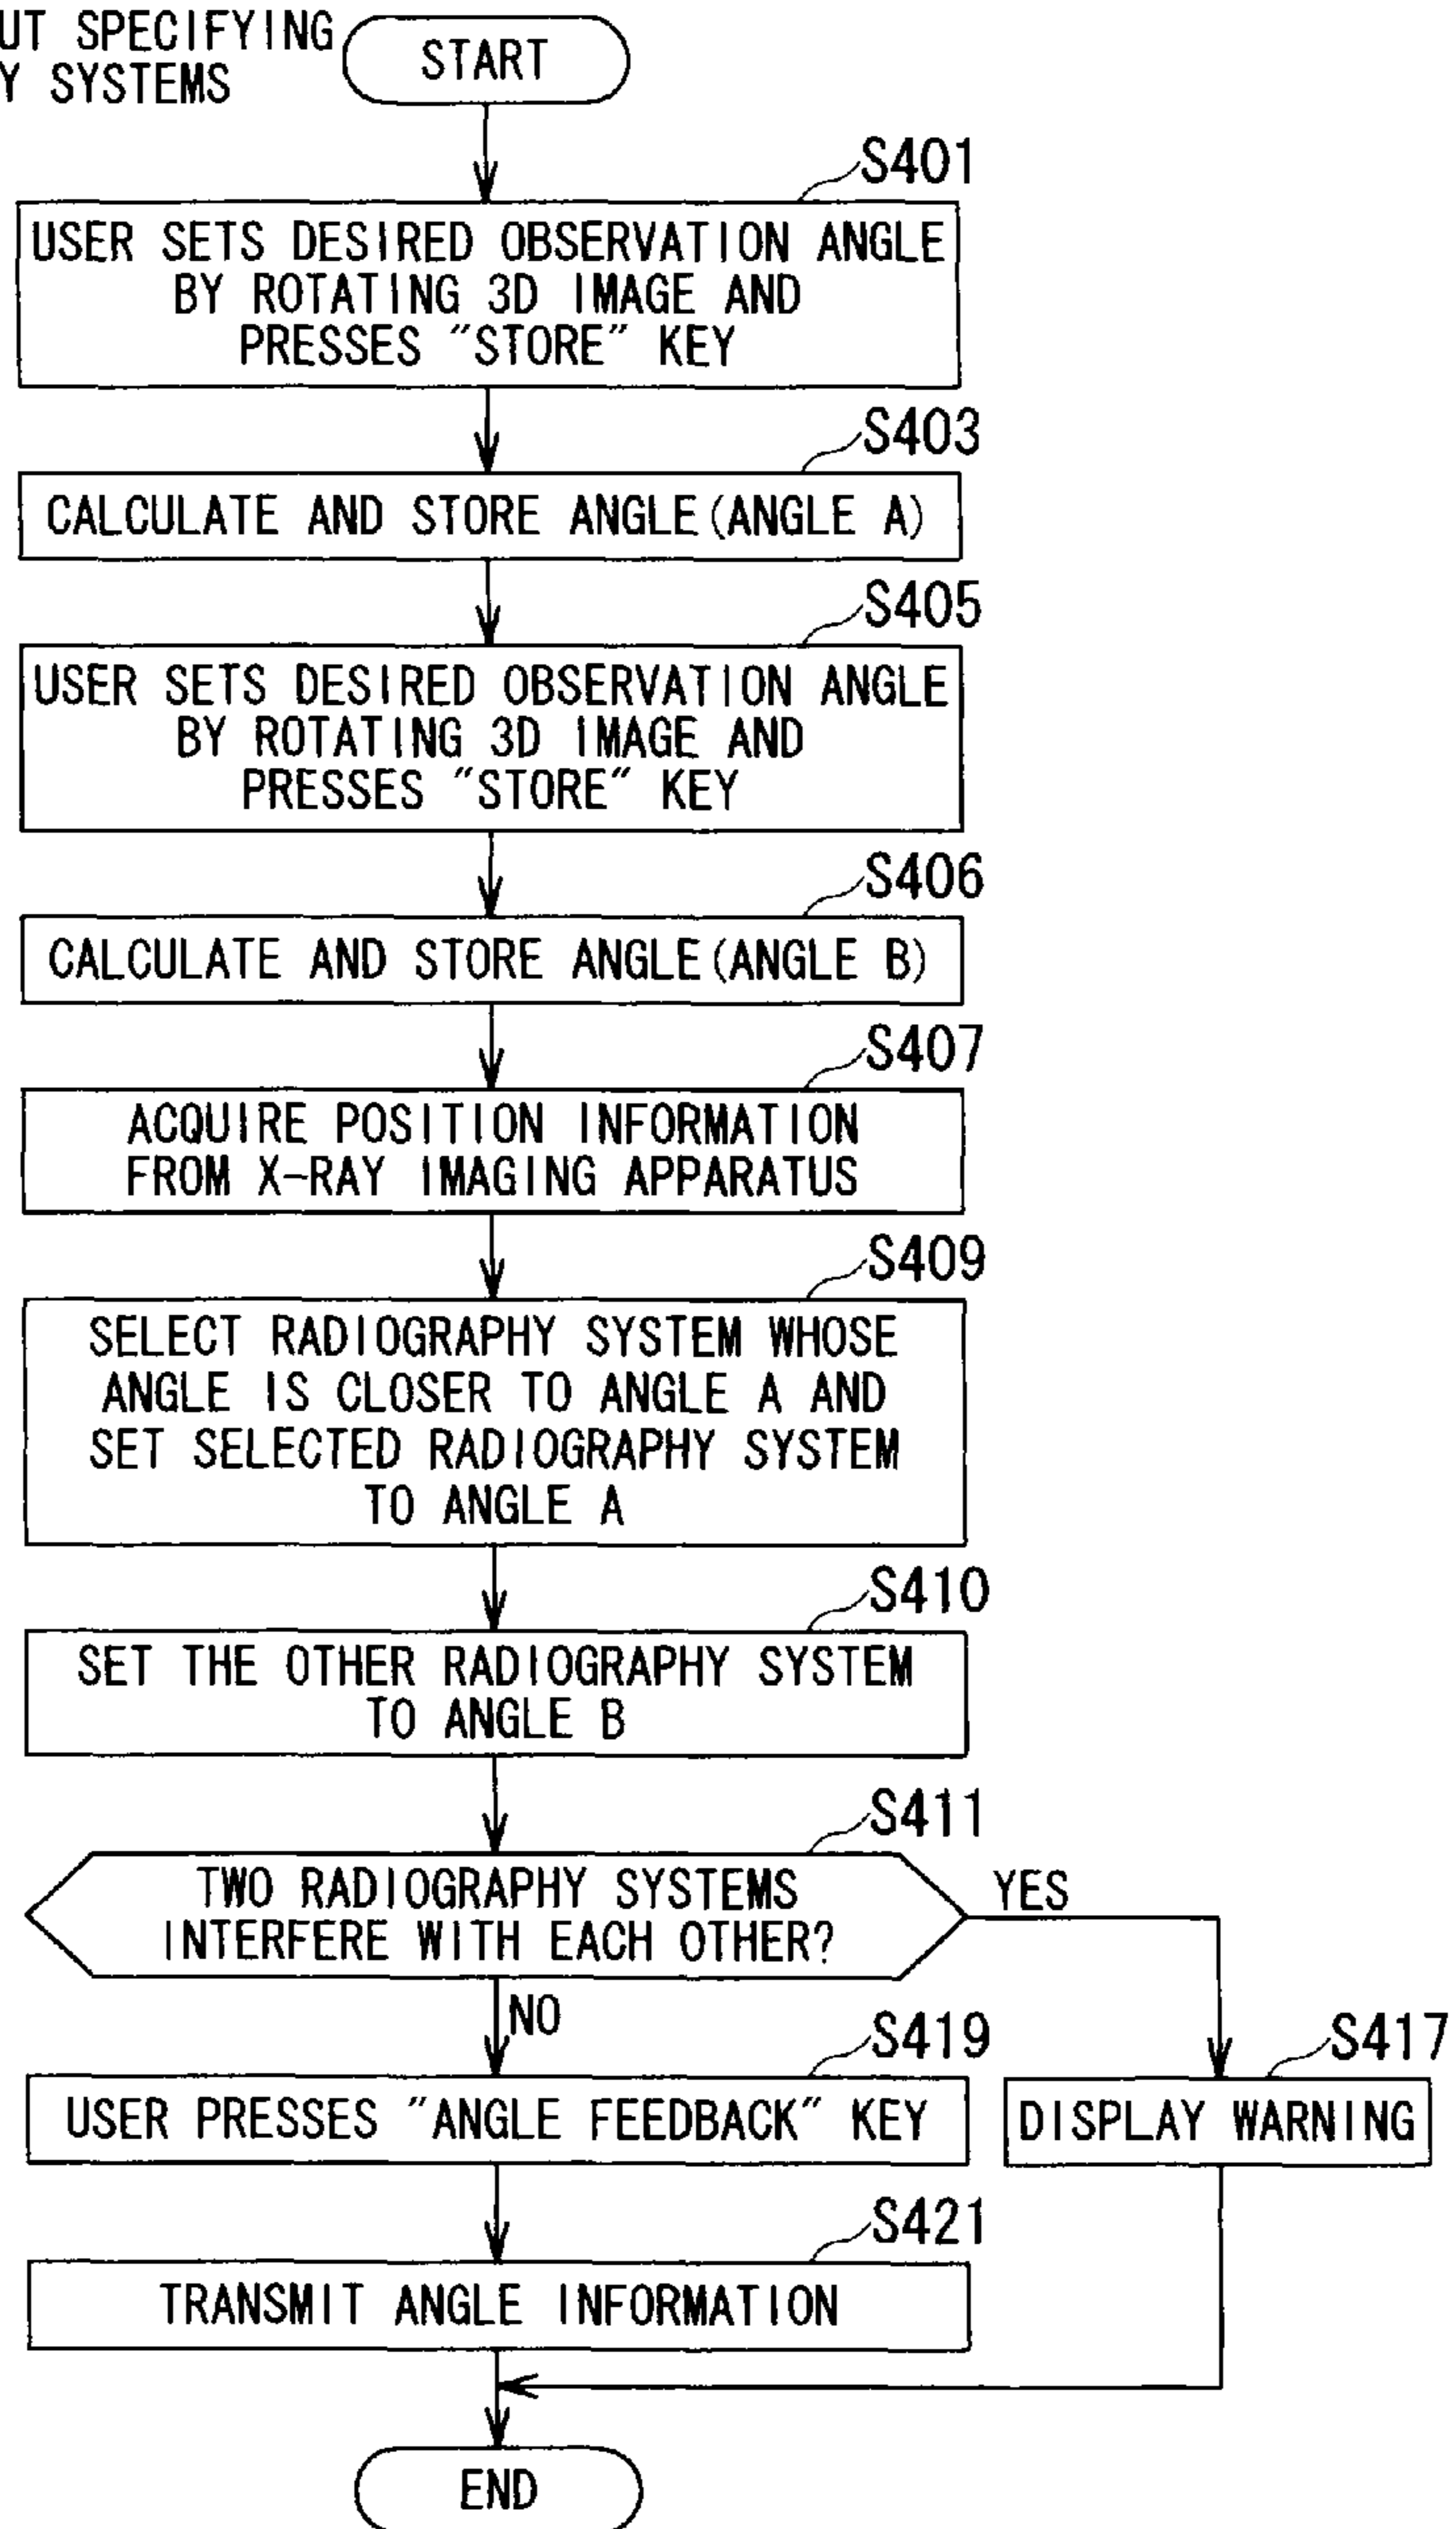 UT SPECIFYING
Y SYSTEMS
START
S401
USER SETS DESIRED OBSERVATION ANGLE
BY ROTATING 3D IMAGE AND
PRESSES "STORE" KEY
S403
CALCULATE AND STORE ANGLE(ANGLE A)
S405
USER SETS DESIRED OBSERVATION ANGLE
BY ROTATING 3D IMAGE AND
PRESSES "STORE" KEY
S406
CALCULATE AND STORE ANGLE(ANGLE B)
S407
ACQUIRE POSITION INFORMATION
FROM X-RAY IMAGING APPARATUS
S409
SELECT RADIOGRAPHY SYSTEM WHOSE
ANGLE IS CLOSER TO ANGLE A AND
SET SELECTED RADIOGRAPHY SYSTEM
TO ANGLE A
S410
SET THE OTHER RADIOGRAPHY SYSTEM
TO ANGLE B
S411
TWO RADIOGRAPHY SYSTEMS
INTERFERE WITH EACH OTHER?
YES
NO
S419
USER PRESSES "ANGLE FEEDBACK" KEY
S417
DISPLAY WARNING
S421
TRANSMIT ANGLE INFORMATION
END